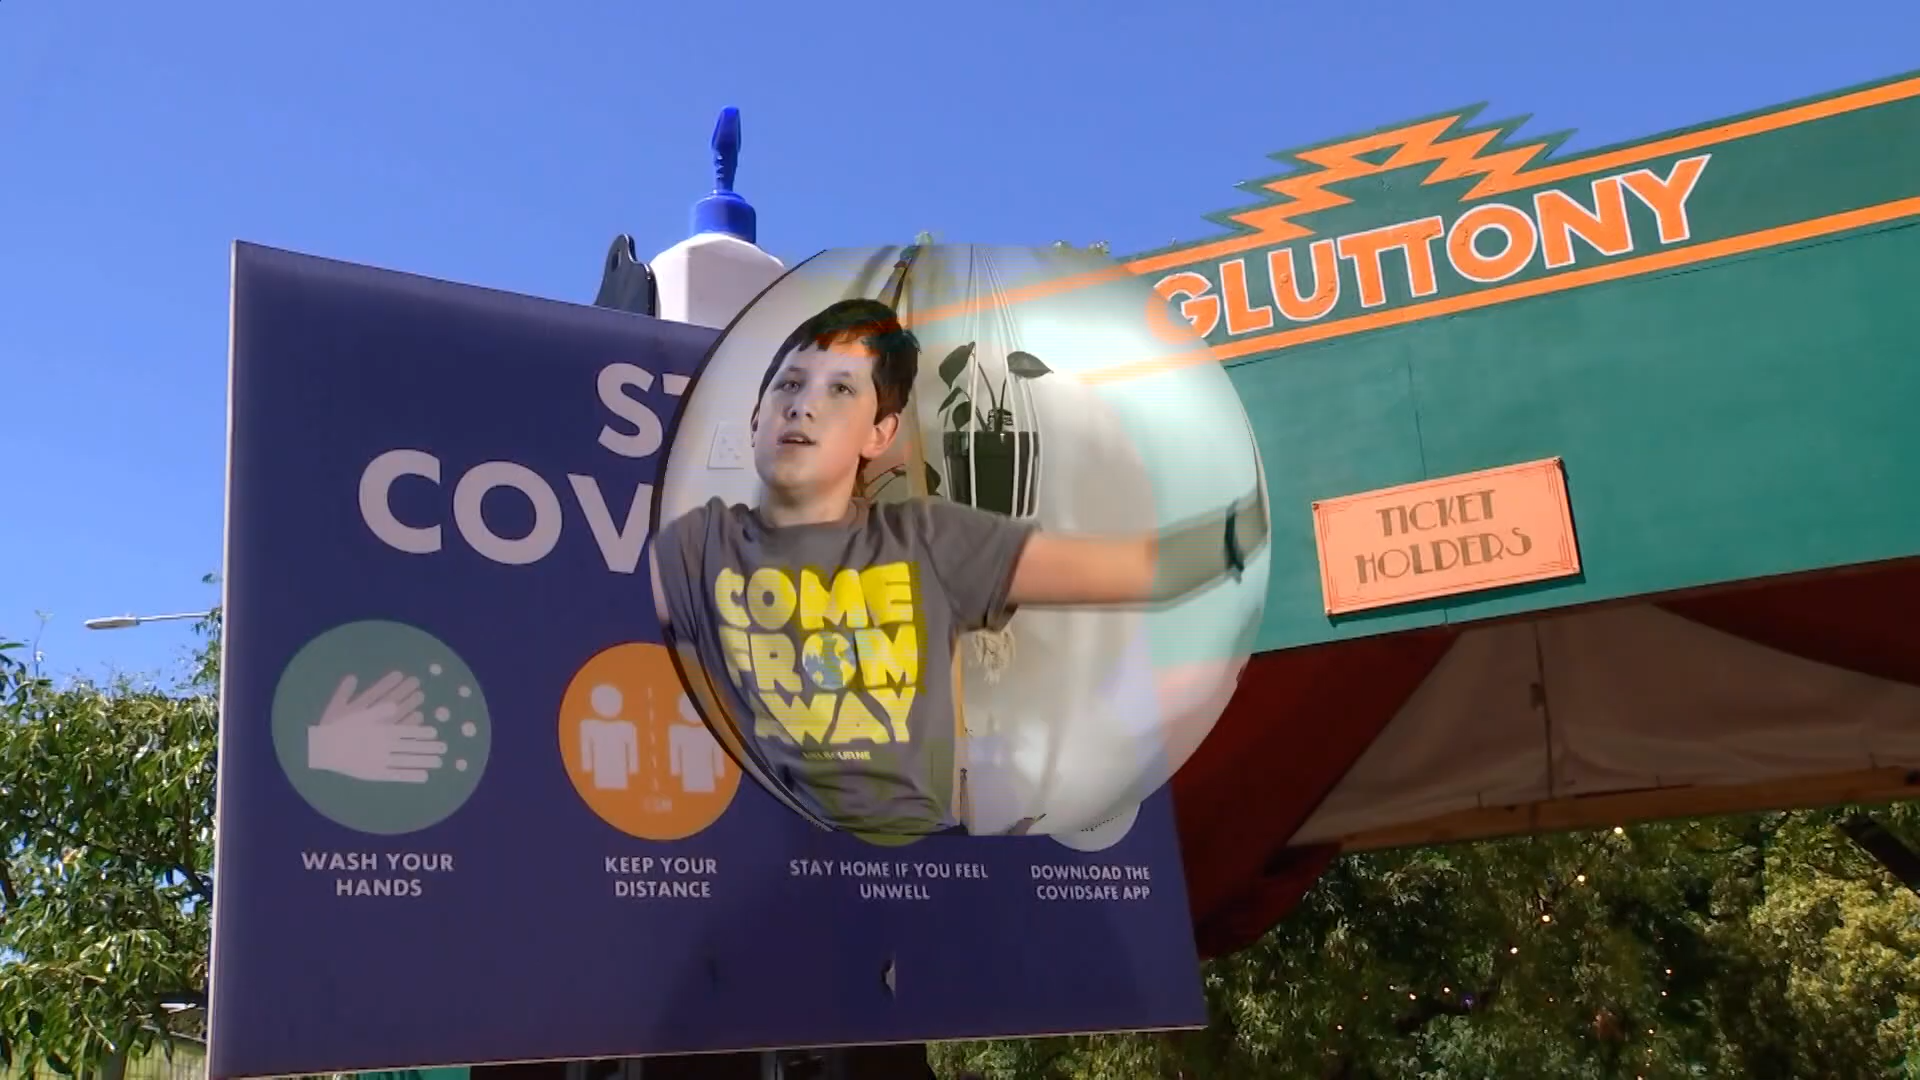 GLUTTONY
TICKET
HOLDERS
COV
COME
FROM
AWAY
MELBOURNE
WASH YOUR
HANDS
KEEP YOUR
DISTANCE
STAY HOME IF YOU FEEL
UNWELL
DOWNLOAD THE
COVIDSAFE APP